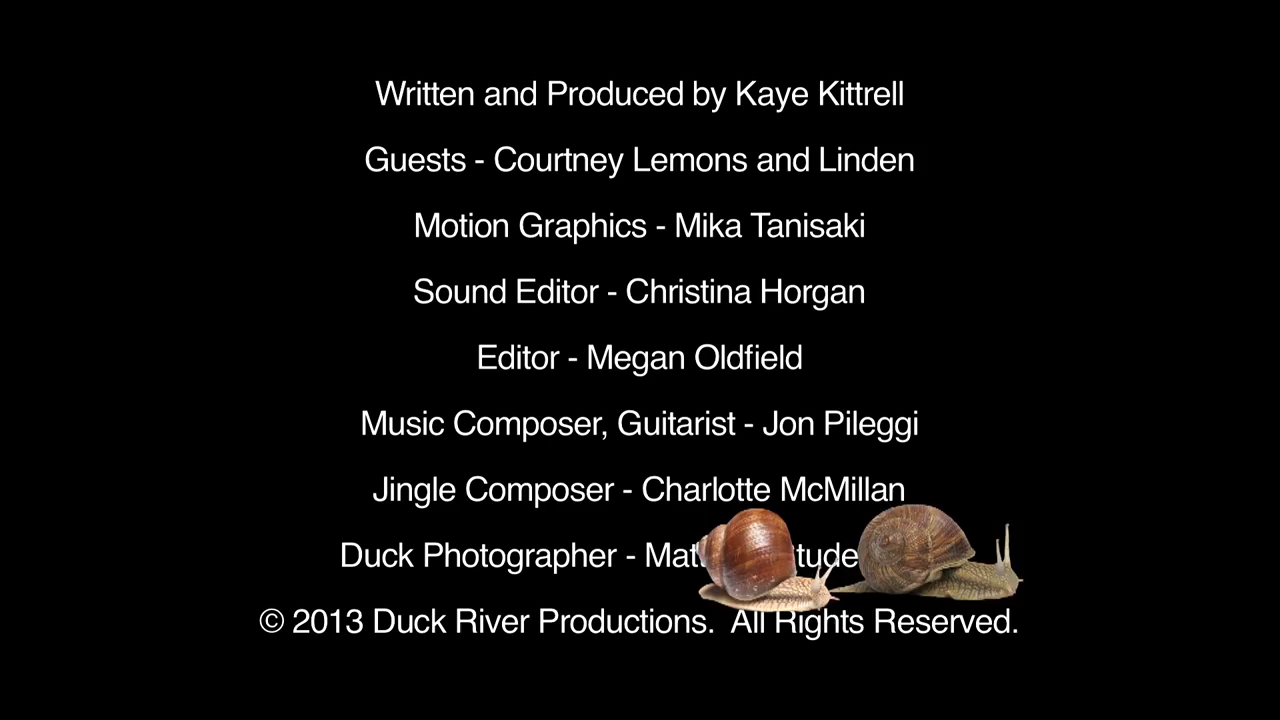 Written and Produced by Kaye Kittrell
Guests - Courtney Lemons and Linden
Motion Graphics - Mika Tanisaki
Sound Editor - Christina Horgan
Editor - Megan Oldfield
Music Composer, Guitarist - Jon Pileggi
Jingle Composer - Charlotte McMillan
Duck Photographer -
© 2013 Duck River Productions.  All Rights Reserved.